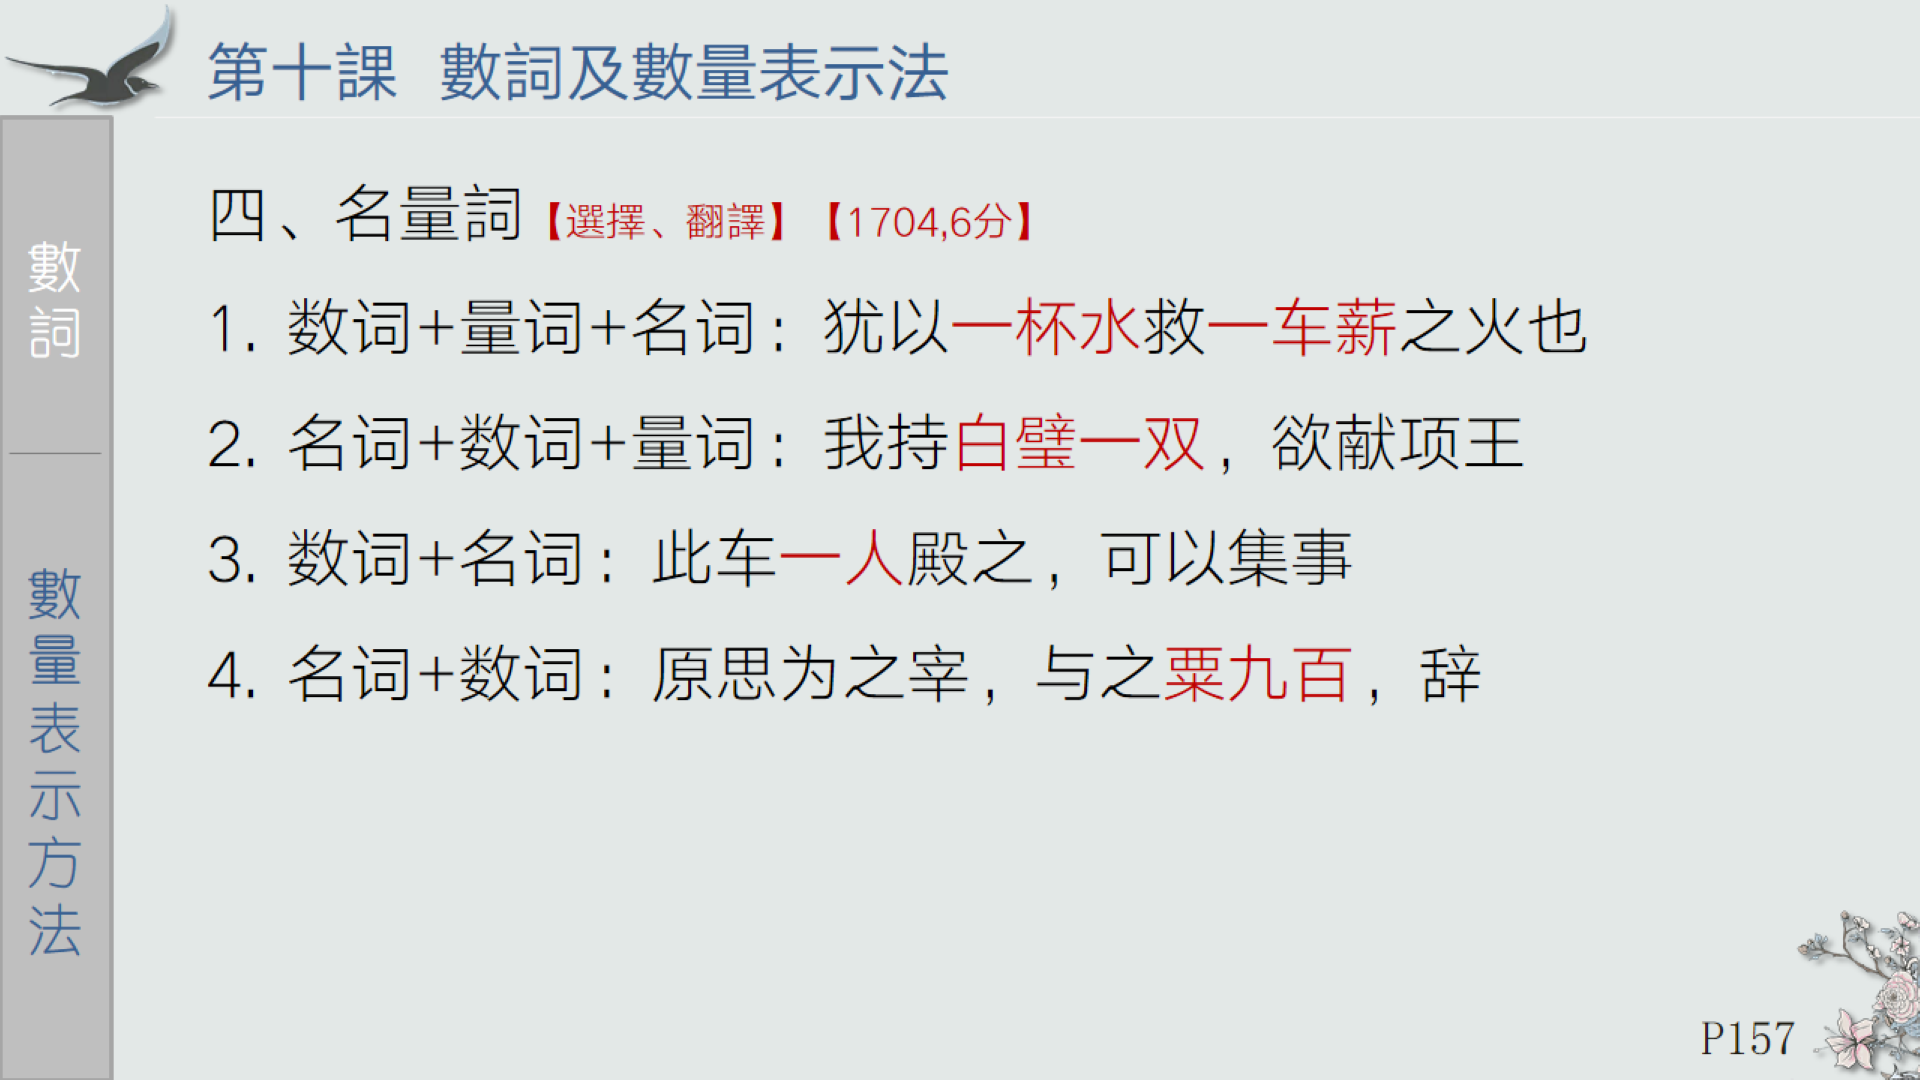 第十課 數詞及數量表示法
數詞
數量表示方法
四、名量詞【選擇、翻譯】【1704,6分】
1. 数词+量词+名词：犹以一杯水救一车薪之火也
2. 名词+数词+量词：我持白璧一双，欲献项王
3. 数词+名词：此车一人殿之，可以集事
4. 名词+数词：原思为之宰，与之粟九百，辞
P157